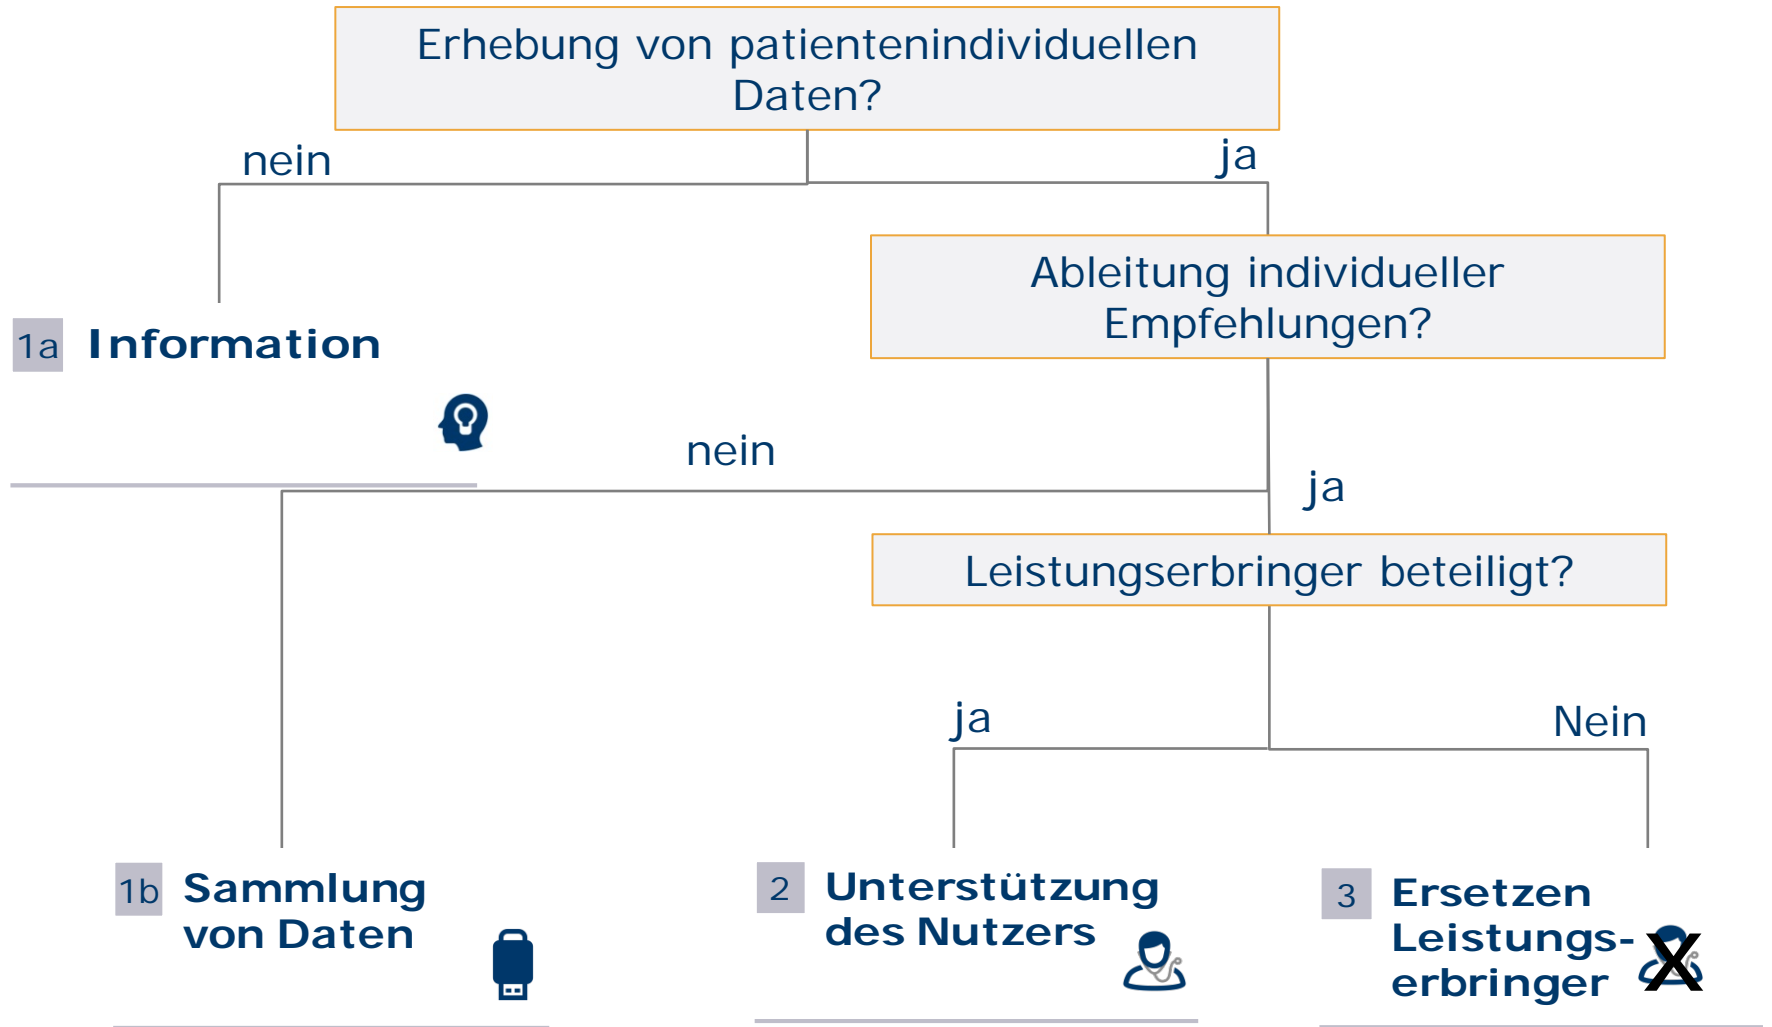 Erhebung von patientenindividuellen
Daten?
nein
ja
Ableitung individueller
Empfehlungen?
1a Information
nein
ja
Leistungserbringer beteiligt?
ja
Nein
1b Sammlung
von Daten
2 Unterstützung
des Nutzers
3 Ersetzen
Leistungs-
erbringer
X